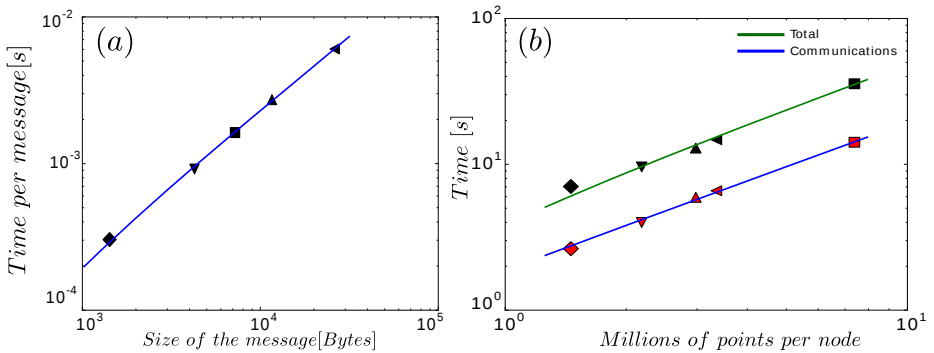 (a)
Time per message[s]
10^-2
10^-3
10^-4
10^3
10^4
10^5
Size of the message[Bytes]
(b)
Total
Communications
Time [s]
10^2
10^1
10^0
10^0
10^1
Millions of points per node